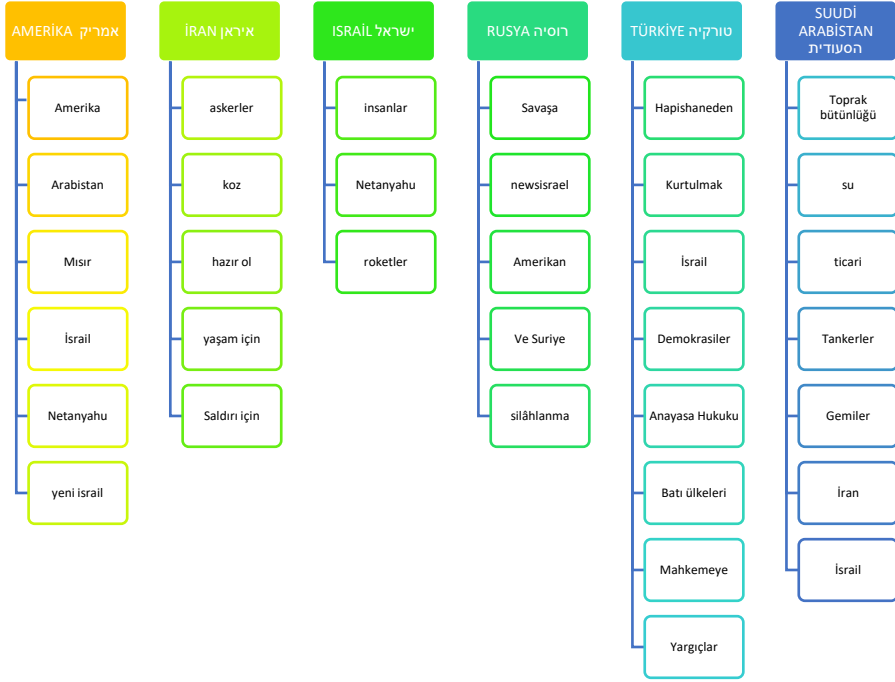 AMERİKA אמריק
Amerika
Arabistan
Mısır
İsrail
Netanyahu
yeni israil
İRAN איראן
askerler
koz
hazır ol
yaşam için
Saldırı için
ISRAİL ישראל
insanlar
Netanyahu
roketler
RUSYA רוסיה
Savaşa
newsisrael
Amerikan
Ve Suriye
silâhlanma
TÜRKİYE טורקיה
Hapishaneden
Kurtulmak
İsrail
Demokrasiler
Anayasa Hukuku
Batı ülkeleri
Mahkemeye
Yargıçlar
SUUDİ
ARABİSTAN
הסעודית
Toprak
bütünlüğü
su
ticari
Tankerler
Gemiler
İran
İsrail